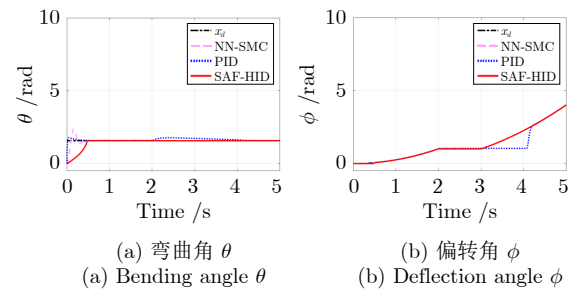 10
5
0
θ /rad
x_d
NN-SMC
PID
SAF-HID
0 1 2 3 4 5
Time /s
(a) 弯曲角 θ
(a) Bending angle θ
10
5
0
ϕ /rad
x_d
NN-SMC
PID
SAF-HID
0 1 2 3 4 5
Time /s
(b) 偏转角 ϕ
(b) Deflection angle ϕ